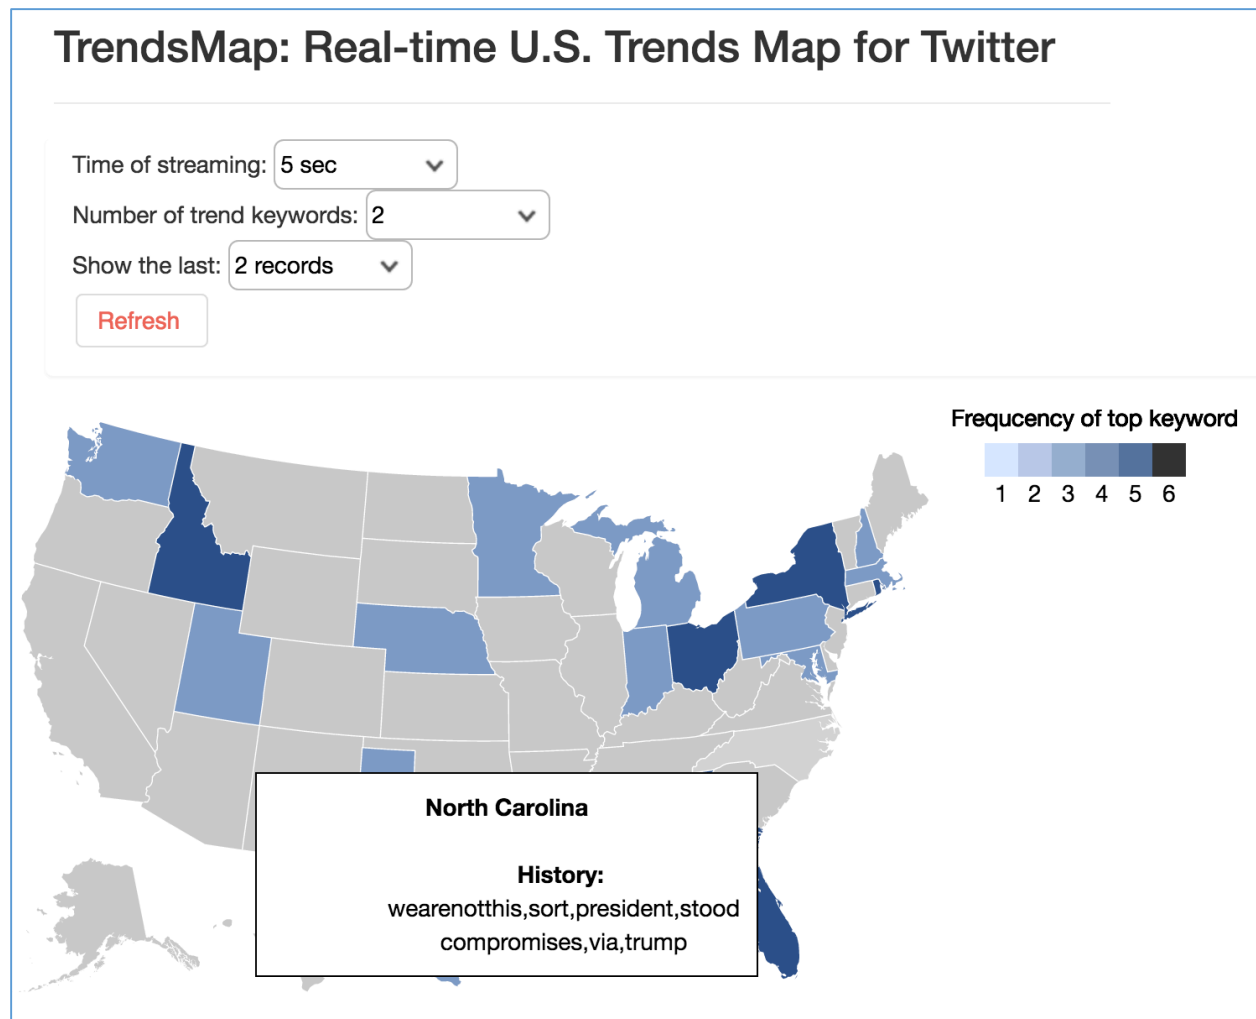 TrendsMap: Real-time U.S. Trends Map for Twitter
Time of streaming: 5 sec
Number of trend keywords: 2
Show the last: 2 records
Refresh
Frequcency of top keyword
1 2 3 4 5 6
North Carolina
History:
wearenotthis,sort,president,stood
compromises,via,trump